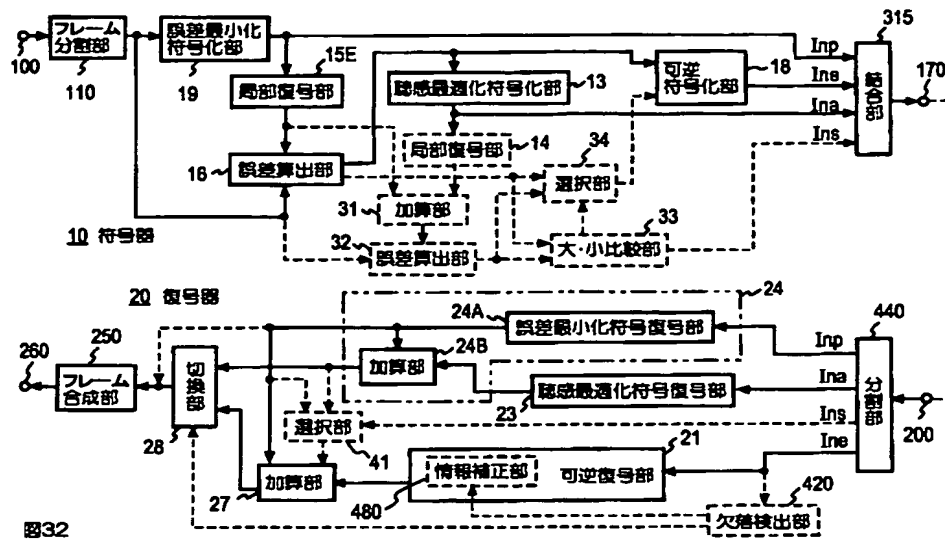 100
フレーム
分割部
110
誤差最小化
符号化部
19
15E
局部復号部
16
誤差算出部
聴感最適化符号化部
13
局部復号部
14
可逆
符号化部
18
34
選択部
31
加算部
32
誤差算出部
33
大・小比較部
Inp
Ine
Ina
Ins
315
結合部
170
10 符号器
20 復号器
24
24A
誤差最小化符号復号部
24B
加算部
聴感最適化符号復号部
23
260
250
フレーム
合成部
切換部
28
選択部
41
加算部
27
21
情報補正部
480
可逆復号部
420
欠落検出部
Inp
Ina
Ins
Ine
440
分割部
200
図32